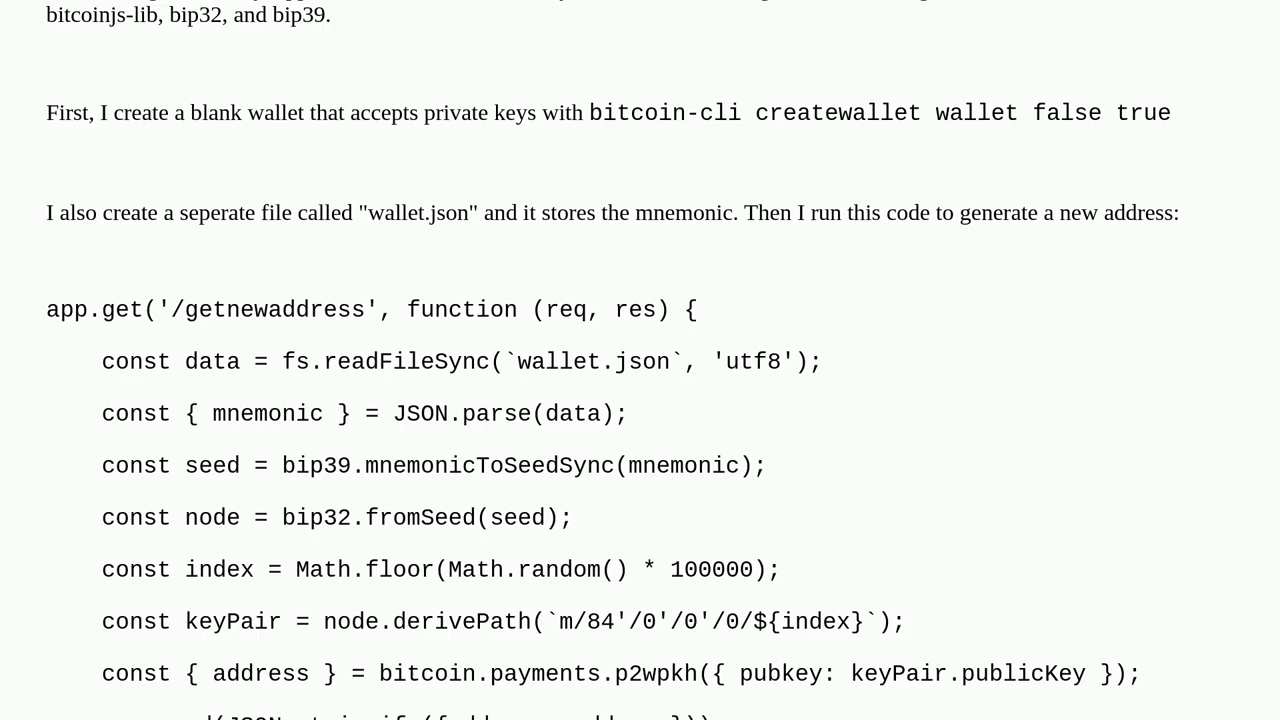 bitcoinjs-lib, bip32, and bip39.
First, I create a blank wallet that accepts private keys with bitcoin-cli createwallet wallet false true
I also create a seperate file called "wallet.json" and it stores the mnemonic. Then I run this code to generate a new address:
app.get('/getnewaddress', function (req, res) {
const data = fs.readFileSync(`wallet.json`, 'utf8');
const { mnemonic } = JSON.parse(data);
const seed = bip39.mnemonicToSeedSync(mnemonic);
const node = bip32.fromSeed(seed);
const index = Math.floor(Math.random() * 100000);
const keyPair = node.derivePath(`m/84'/0'/0'/0/${index}`);
const { address } = bitcoin.payments.p2wpkh({ pubkey: keyPair.publicKey });